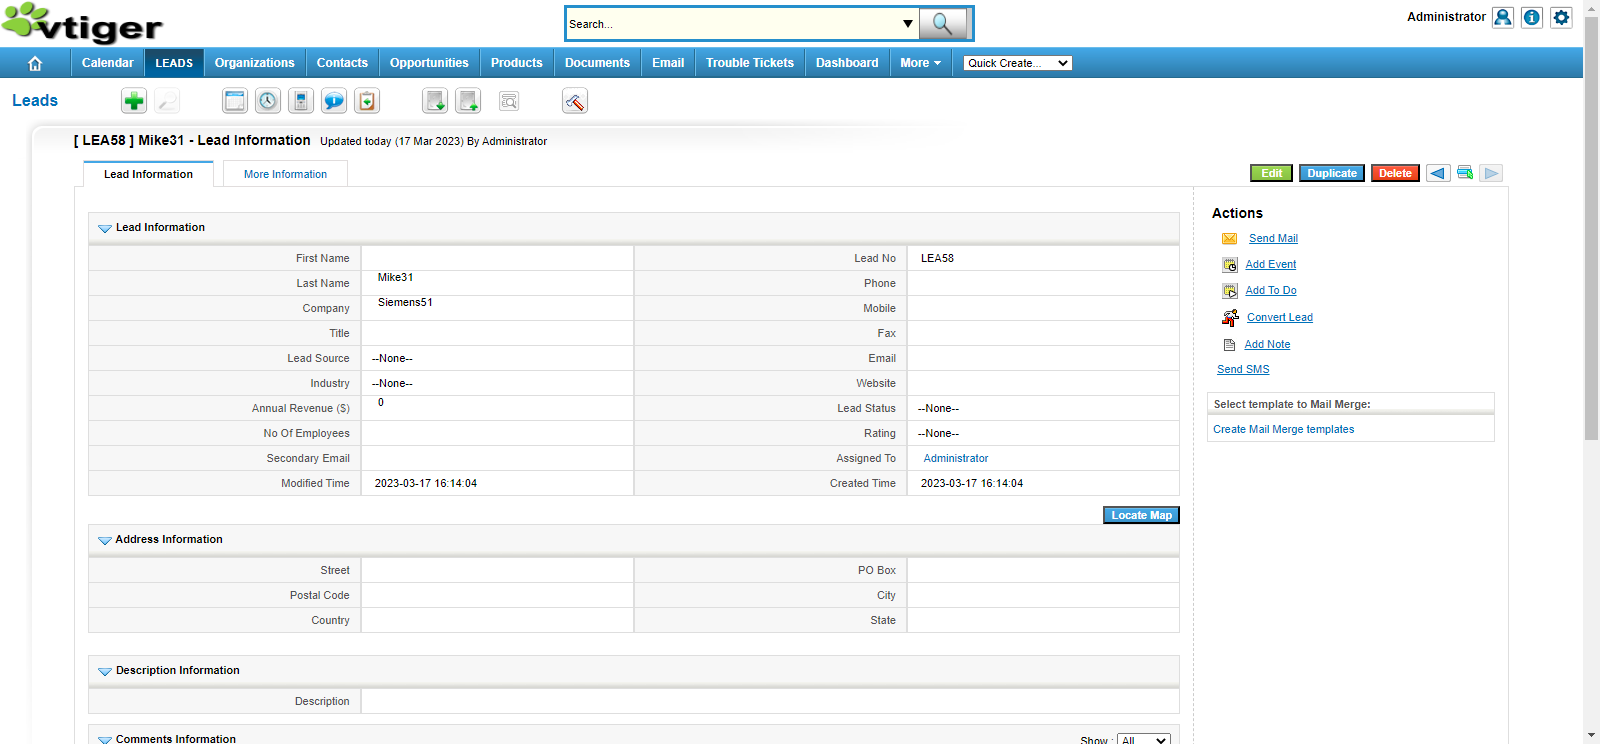 vtiger
Search...
Administrator
Calendar LEADS Organizations Contacts Opportunities Products Documents Email Trouble Tickets Dashboard More Quick Create...
Leads
[ LEA58 ] Mike31 - Lead Information Updated today (17 Mar 2023) By Administrator
Lead Information More Information
Edit Duplicate Delete
Lead Information
First Name
Lead No LEA58
Last Name Mike31
Phone
Company Siemens51
Mobile
Title
Fax
Lead Source --None--
Email
Industry --None--
Website
Annual Revenue ($) 0
Lead Status --None--
No Of Employees
Rating --None--
Secondary Email
Assigned To Administrator
Modified Time 2023-03-17 16:14:04
Created Time 2023-03-17 16:14:04
Locate Map
Address Information
Street
PO Box
Postal Code
City
Country
State
Description Information
Description
Comments Information
Show : All
Actions
Send Mail
Add Event
Add To Do
Convert Lead
Add Note
Send SMS
Select template to Mail Merge:
Create Mail Merge templates